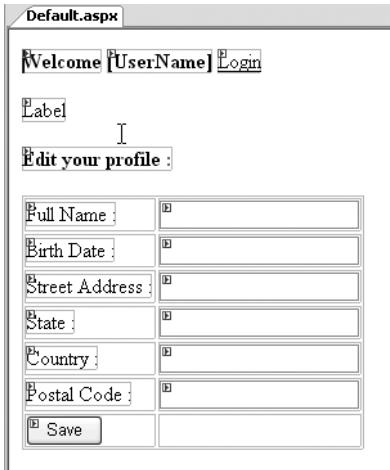 Default.aspx
Welcome [UserName] Login
Label
Edit your profile :
Full Name :
Birth Date :
Street Address :
State :
Country :
Postal Code :
Save